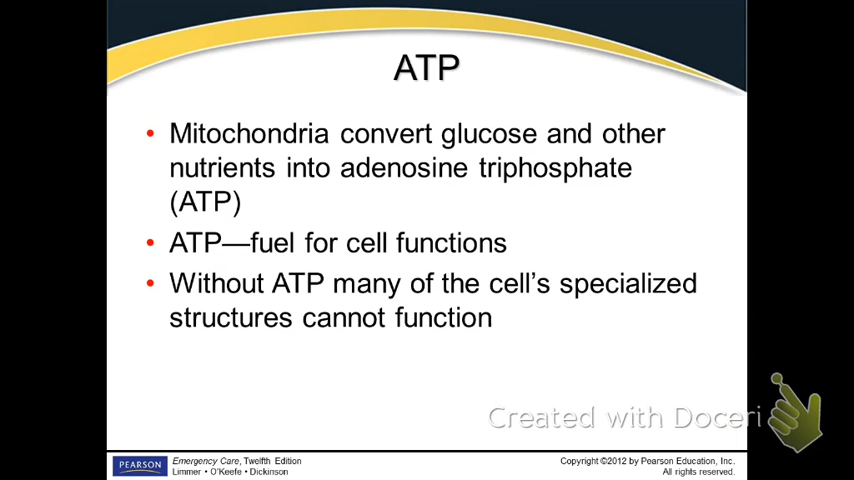 ATP
• Mitochondria convert glucose and other
nutrients into adenosine triphosphate
(ATP)
• ATP—fuel for cell functions
• Without ATP many of the cell’s specialized
structures cannot function
Created with Doceri
PEARSON
Emergency Care, Twelfth Edition
Limmer • O'Keefe • Dickinson
Copyright ©2012 by Pearson Education, Inc.
All rights reserved.